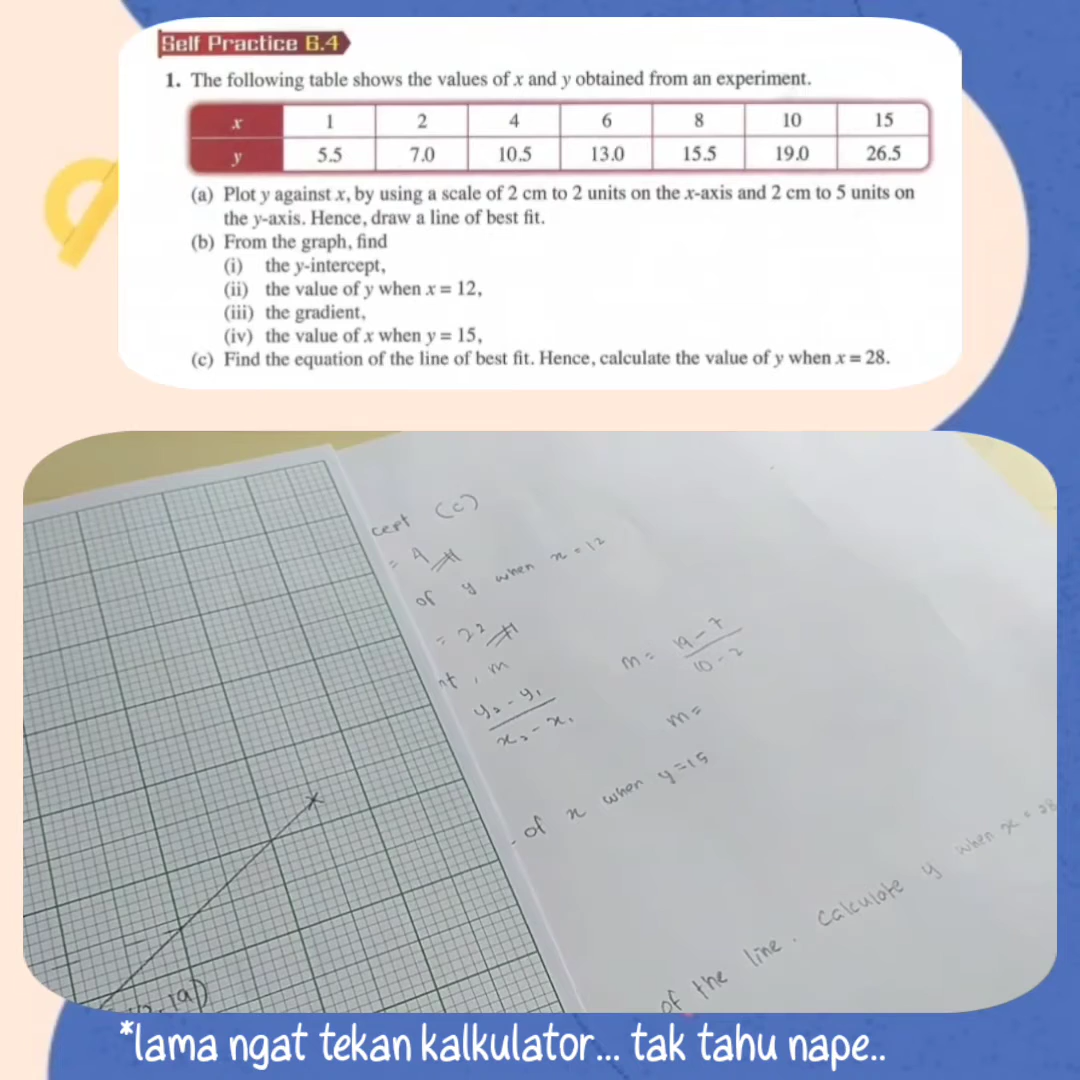 Self Practice 6.4
1. The following table shows the values of x and y obtained from an experiment.
x 1 2 4 6 8 10 15
y 5.5 7.0 10.5 13.0 15.5 19.0 26.5
(a) Plot y against x, by using a scale of 2 cm to 2 units on the x-axis and 2 cm to 5 units on
the y-axis. Hence, draw a line of best fit.
(b) From the graph, find
(i) the y-intercept,
(ii) the value of y when x = 12,
(iii) the gradient,
(iv) the value of x when y = 15,
(c) Find the equation of the line of best fit. Hence, calculate the value of y when x = 28.
cept (c)
= 4
of y when x = 12
= 22
nt, m
y₂ - y₁
x₂ - x₁
m = 19 - 7
10 - 2
m =
of x when y = 15
of the line. Calculate y when x = 28
, 19)
*lama ngat tekan kalkulator... tak tahu nape..